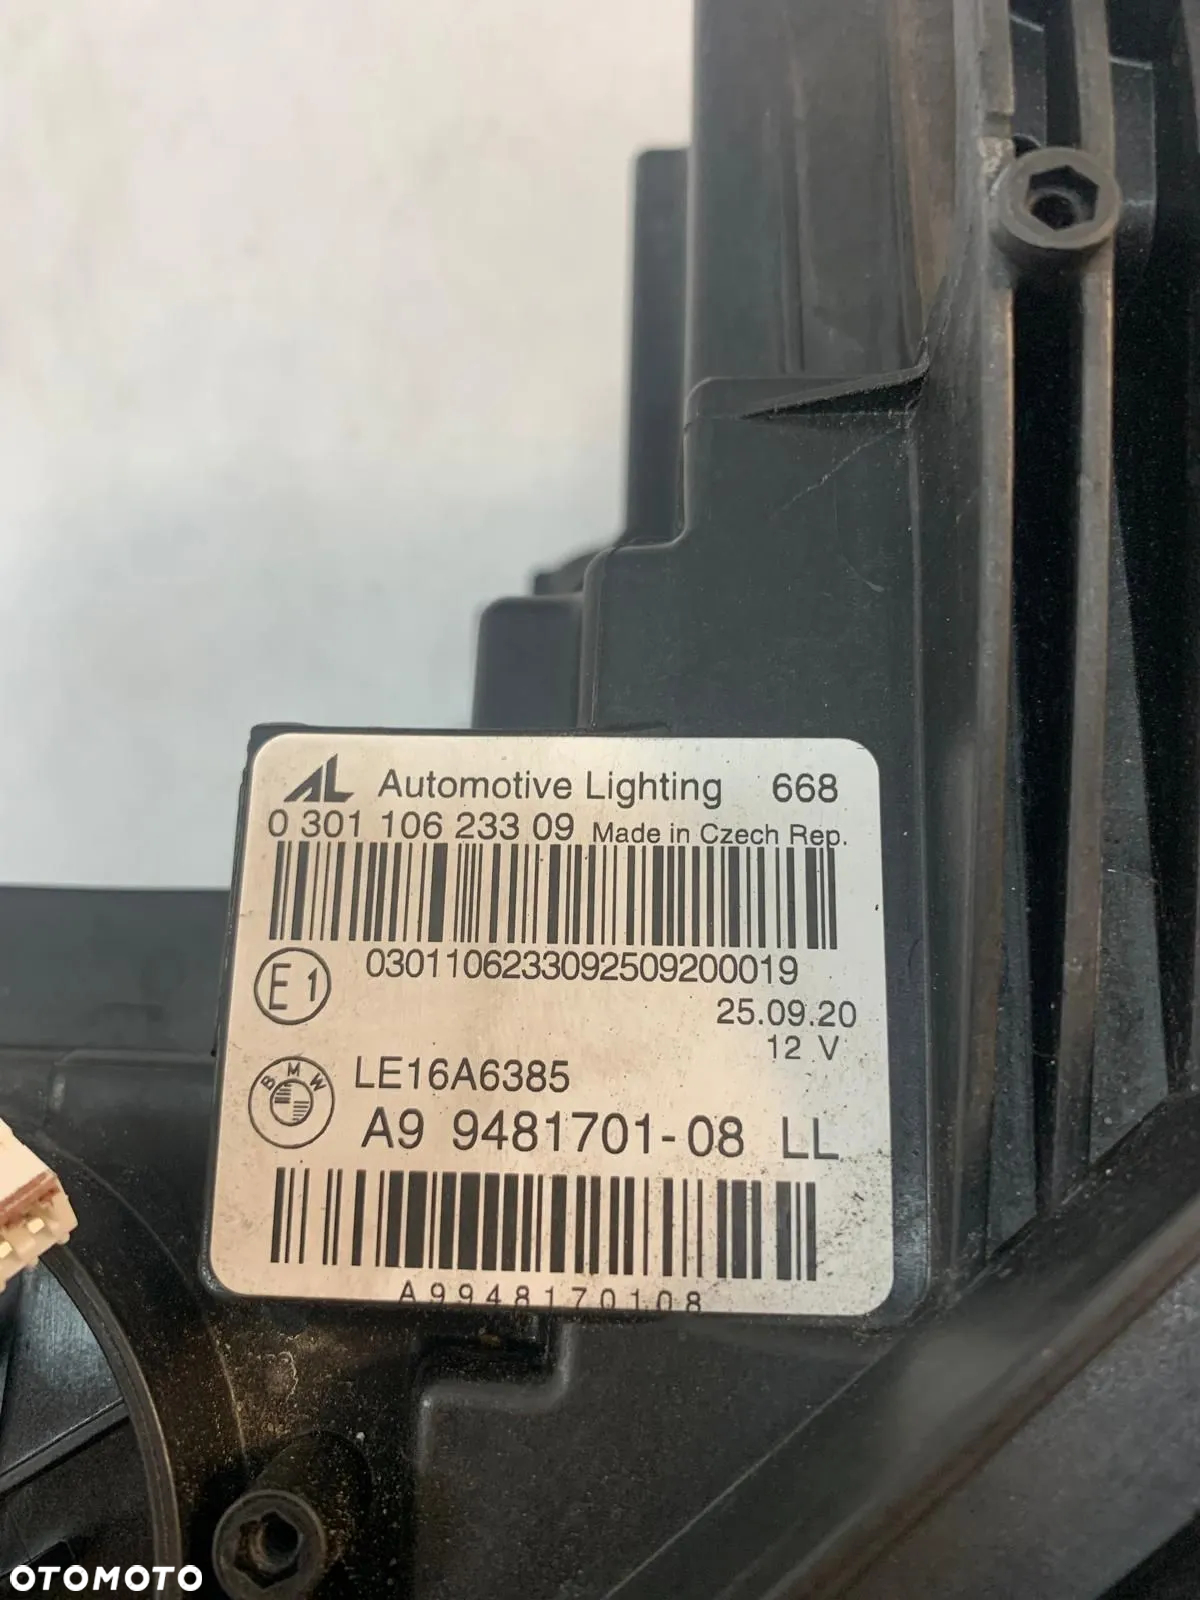 AL Automotive Lighting 668
0 301 106 233 09 Made in Czech Rep.
0301106233092509200019
E1
25.09.20
12 V
BMW
LE16A6385
A9 9481701-08 LL
A9948170108
OTOMOTO